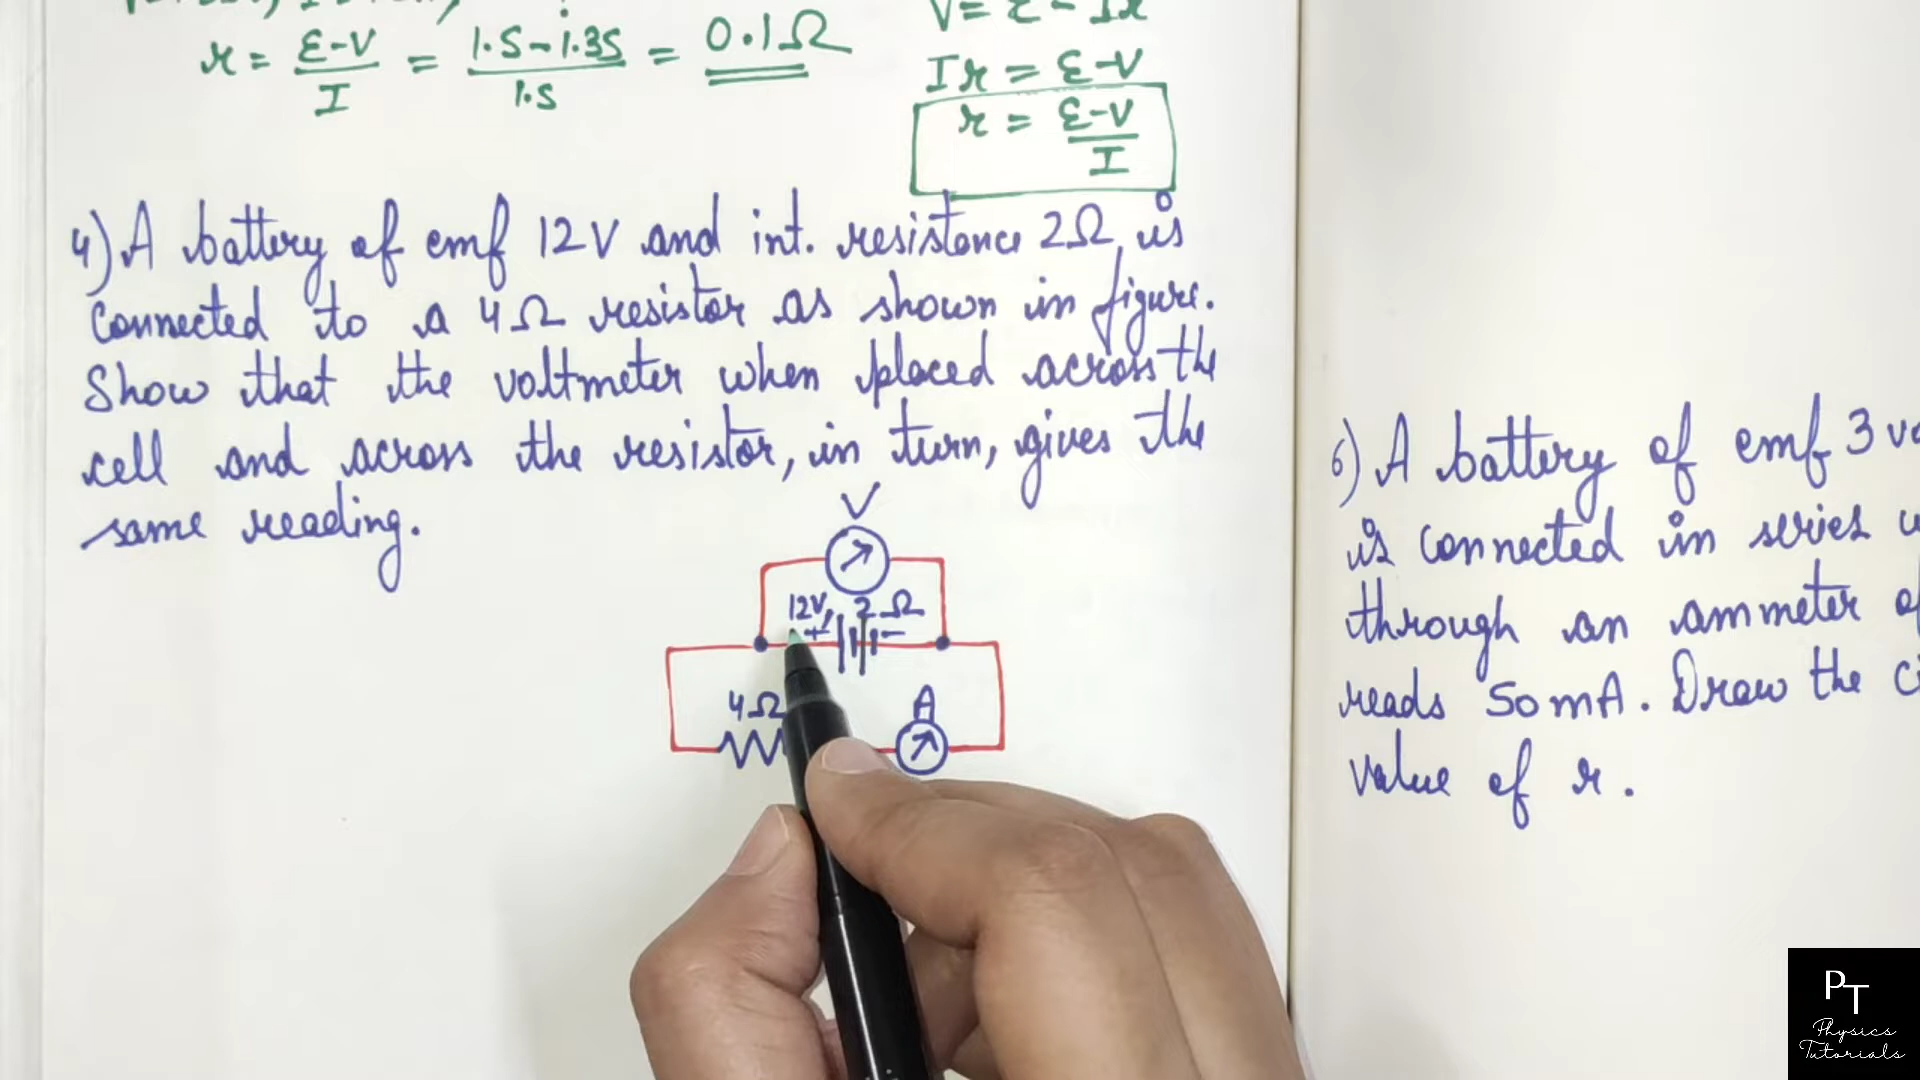 r = ε-V / I = 1.5-1.35 / 1.5 = 0.1Ω
V = ε - Ir
Ir = ε-V
r = ε-V / I
4) A battery of emf 12V and int. resistance 2Ω, is
connected to a 4Ω resistor as shown in figure.
Show that the voltmeter when placed across the
cell and across the resistor, in turn, gives the
same reading.
V
12V, 2Ω
+ -
4Ω
A
6) A battery of emf 3
is connected in series
through an ammeter
reads 50mA. Draw the
value of r.
PT
Physics
Tutorials